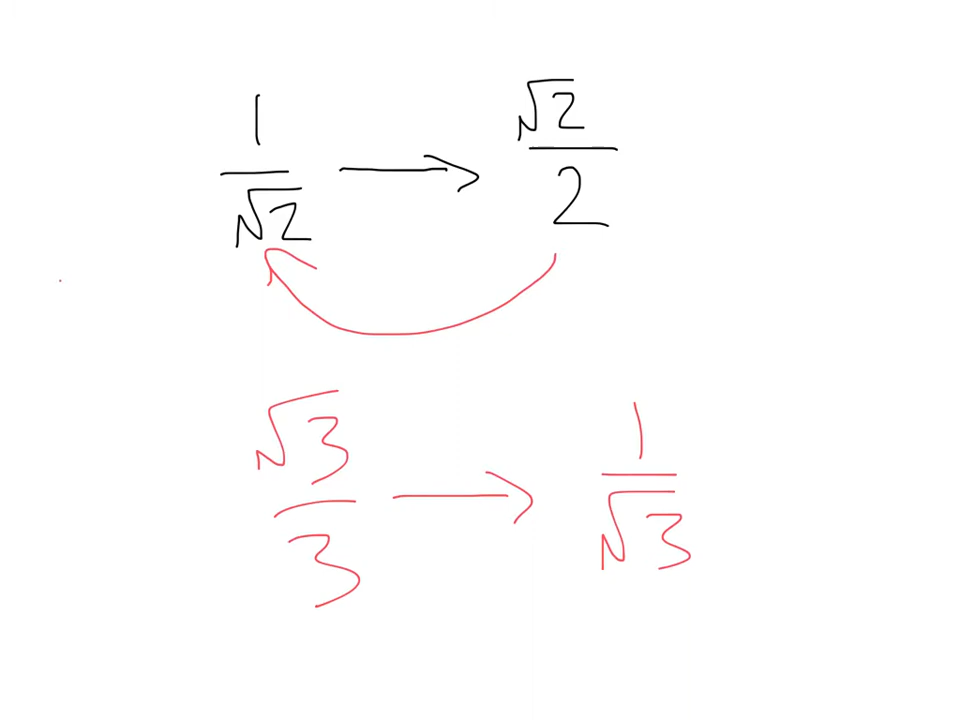 1/√2 → √2/2
√3/3 → 1/√3